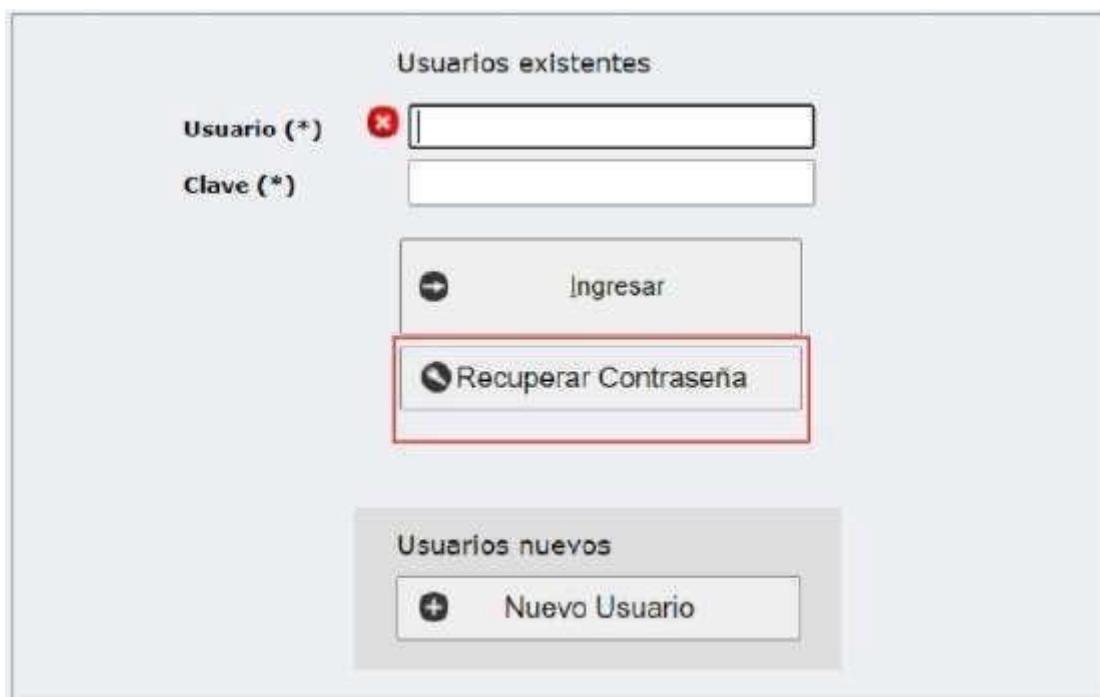 Usuarios existentes
Usuario (*)
Clave (*)
Ingresar
Recuperar Contraseña
Usuarios nuevos
Nuevo Usuario